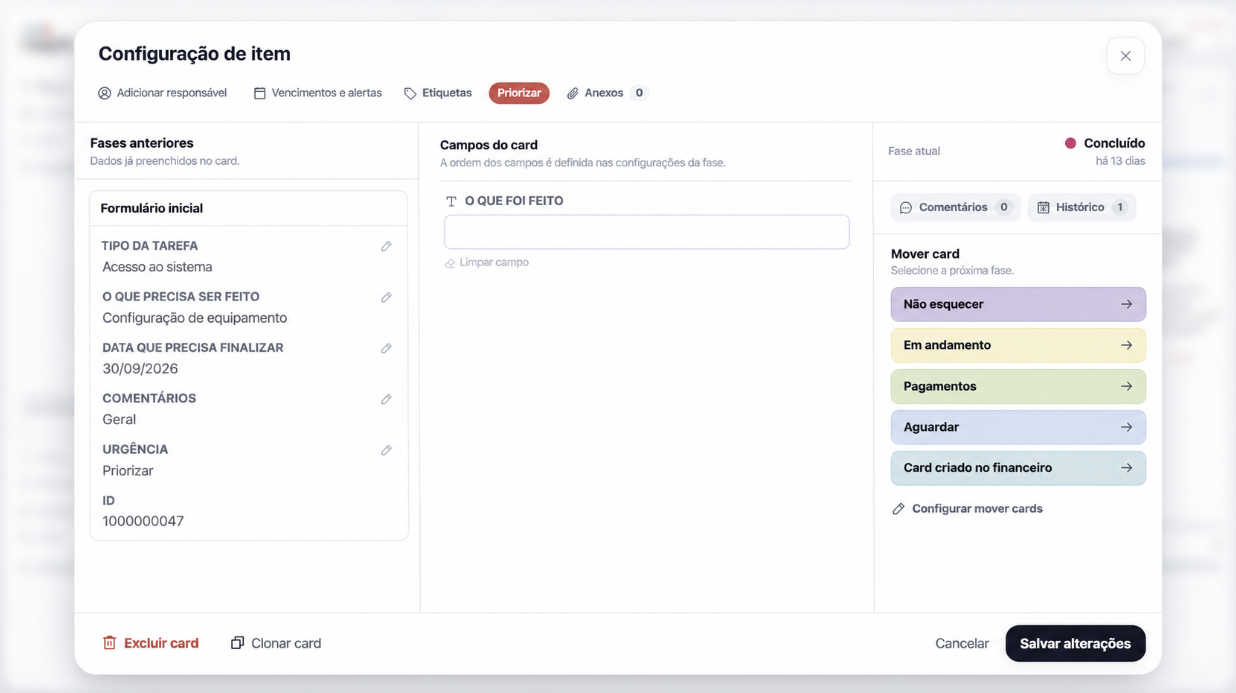 Configuração de item
Adicionar responsável
Vencimentos e alertas
Etiquetas
Priorizar
Anexos 0
Fases anteriores
Dados já preenchidos no card.
Formulário inicial
TIPO DA TAREFA
Acesso ao sistema
O QUE PRECISA SER FEITO
Configuração de equipamento
DATA QUE PRECISA FINALIZAR
30/09/2026
COMENTÁRIOS
Geral
URGÊNCIA
Priorizar
ID
1000000047
Campos do card
A ordem dos campos é definida nas configurações da fase.
O QUE FOI FEITO
Limpar campo
Fase atual
Concluído
há 13 dias
Comentários 0
Histórico 1
Mover card
Selecione a próxima fase.
Não esquecer
Em andamento
Pagamentos
Aguardar
Card criado no financeiro
Configurar mover cards
Excluir card
Clonar card
Cancelar
Salvar alterações